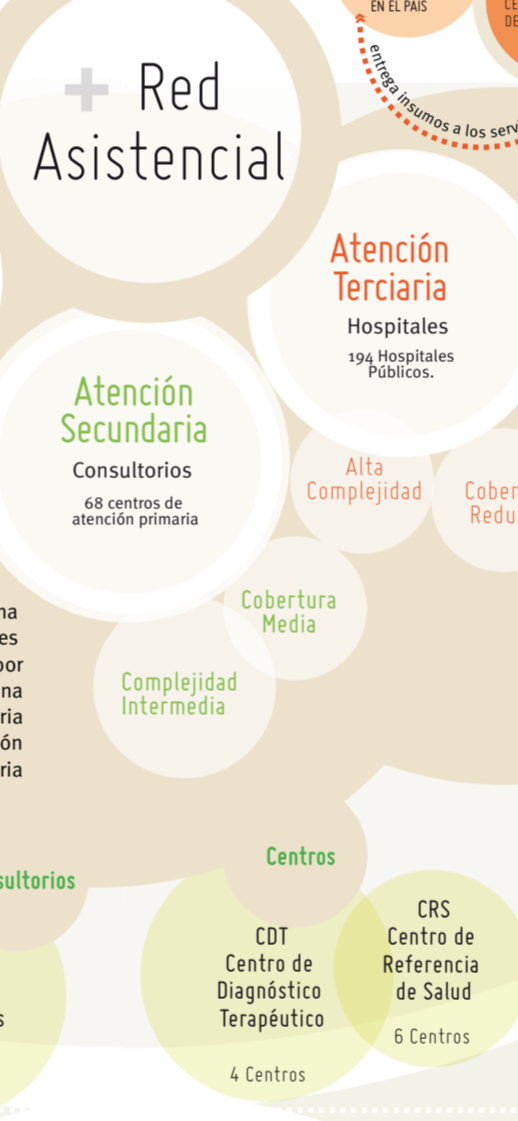 EN EL PAIS
entrega insumos a los
+ Red
Asistencial
Atención
Terciaria
Hospitales
194 Hospitales
Públicos.
Atención
Secundaria
Consultorios
68 centros de
atención primaria
Alta
Complejidad
Cobertura
Media
Complejidad
Intermedia
Centros
CDT
Centro de
Diagnóstico
Terapéutico
4 Centros
CRS
Centro de
Referencia
de Salud
6 Centros